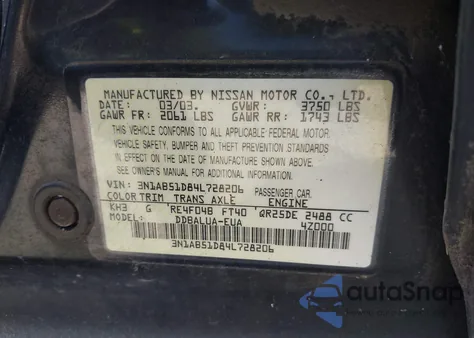 MANUFACTURED BY NISSAN MOTOR CO., LTD.
DATE: 03/03. GVWR: 3750 LBS
GAWR FR: 2061 LBS GAWR RR: 1743 LBS
THIS VEHICLE CONFORMS TO ALL APPLICABLE FEDERAL MOTOR
VEHICLE SAFETY, BUMPER AND THEFT PREVENTION STANDARDS
IN EFFECT ON THE DATE OF MANUFACTURE SHOWN ABOVE.
SEE OWNER'S MANUAL FOR ADDITIONAL INFORMATION
VIN: 3N1AB51D84L728206 PASSENGER CAR
COLOR TRIM TRANS AXLE ENGINE
KH3 G RE4F04B FT40 QR25DE 2488 CC
MODEL: DDBALUA-EUA 4Z000
3N1AB51D84L728206
autoSnap
YOUR AUTOMOTIVE